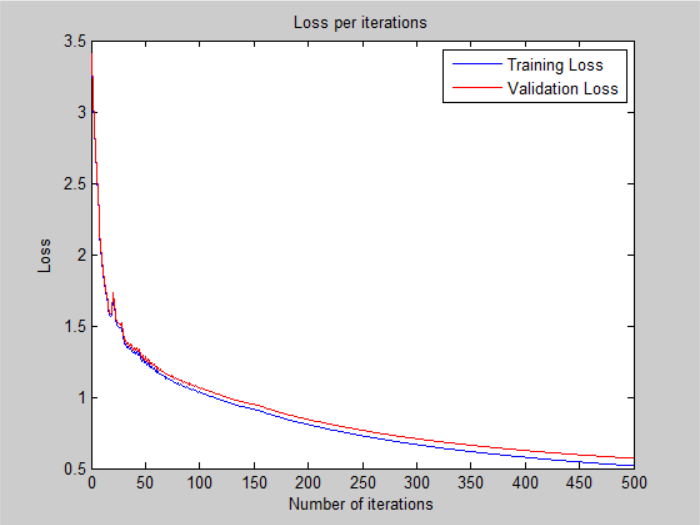 Loss per iterations
Training Loss
Validation Loss
Loss
3.5
3
2.5
2
1.5
1
0.5
0 50 100 150 200 250 300 350 400 450 500
Number of iterations